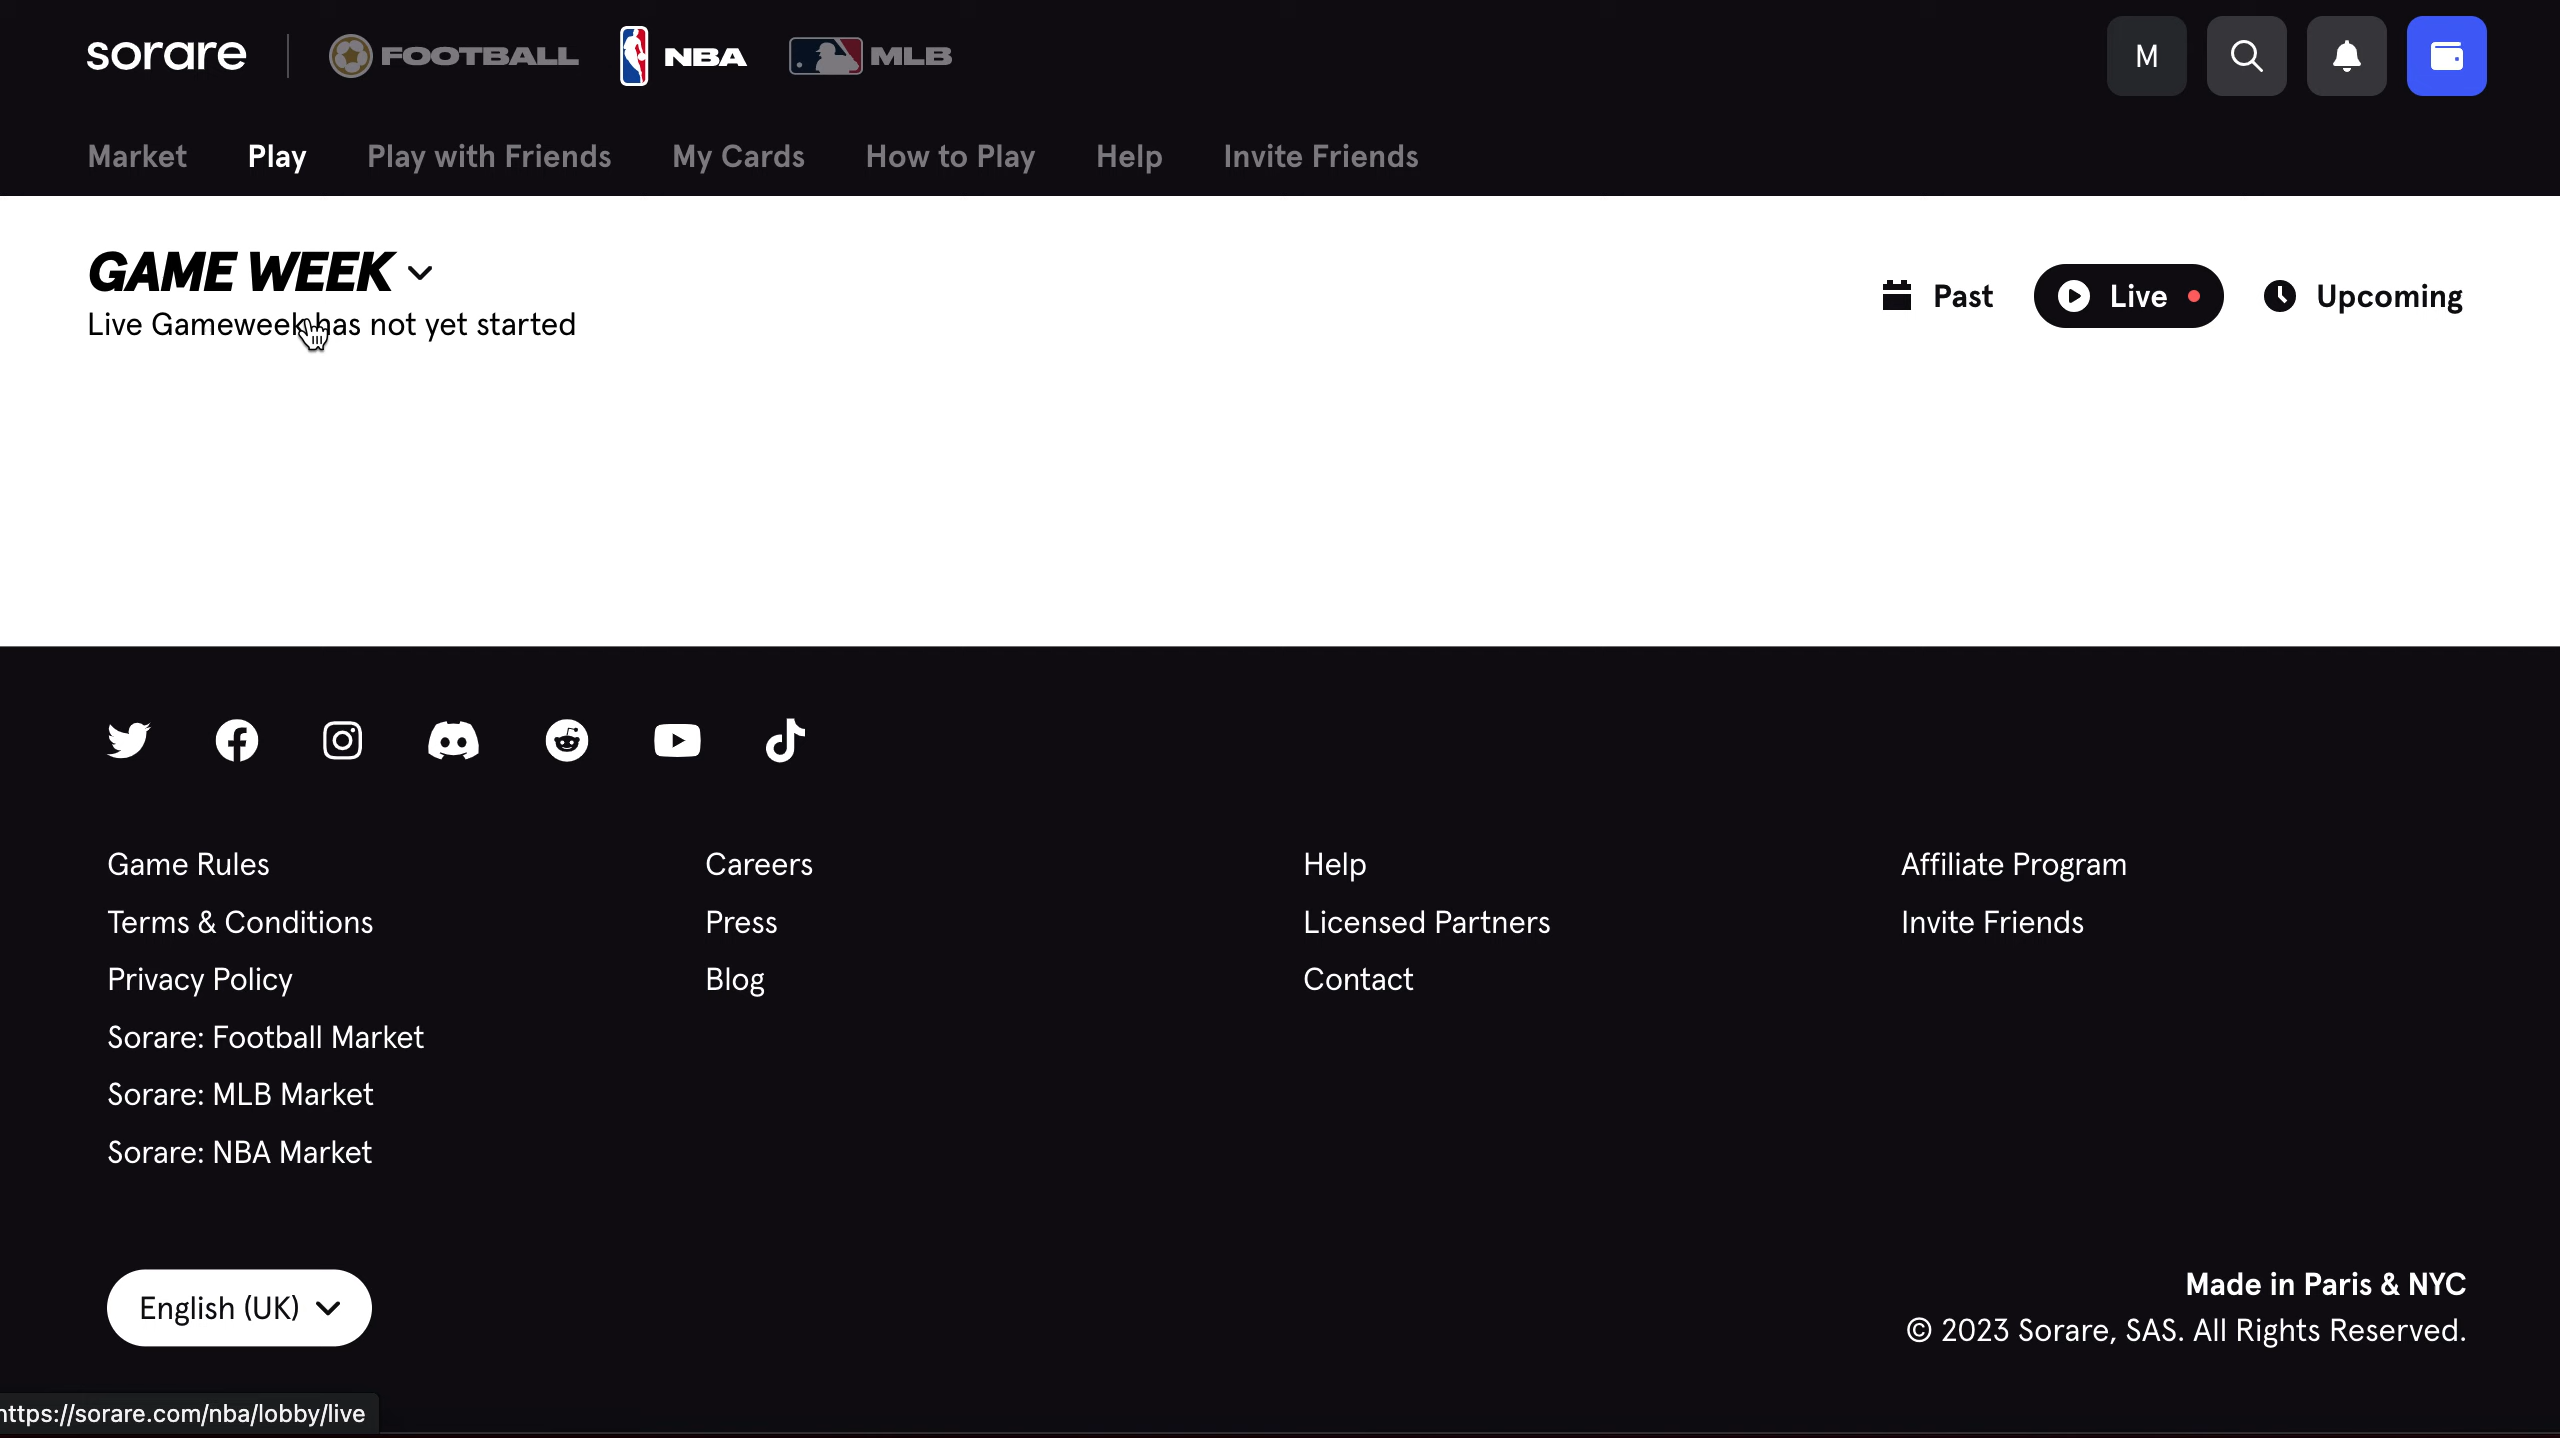 sorare FOOTBALL NBA MLB M
Market Play Play with Friends My Cards How to Play Help Invite Friends
GAME WEEK
Live Gameweek has not yet started
Past Live Upcoming
Game Rules Careers Help Affiliate Program
Terms & Conditions Press Licensed Partners Invite Friends
Privacy Policy Blog Contact
Sorare: Football Market
Sorare: MLB Market
Sorare: NBA Market
English (UK)
Made in Paris & NYC
© 2023 Sorare, SAS. All Rights Reserved.
https://sorare.com/nba/lobby/live